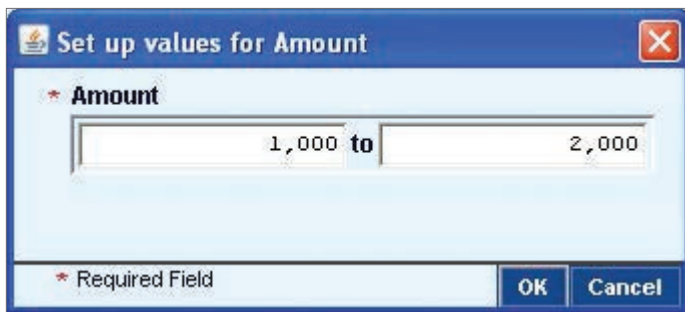 Set up values for Amount
* Amount
1,000 to 2,000
* Required Field OK Cancel